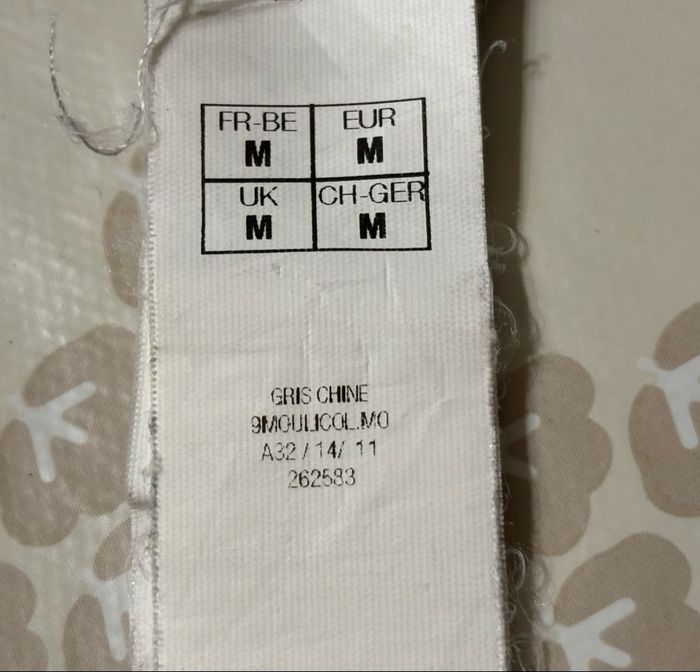 FR-BE EUR
M M
UK CH-GER
M M
GRIS CHINE
9MOULICOL.MO
A32 / 14/ 11
262583